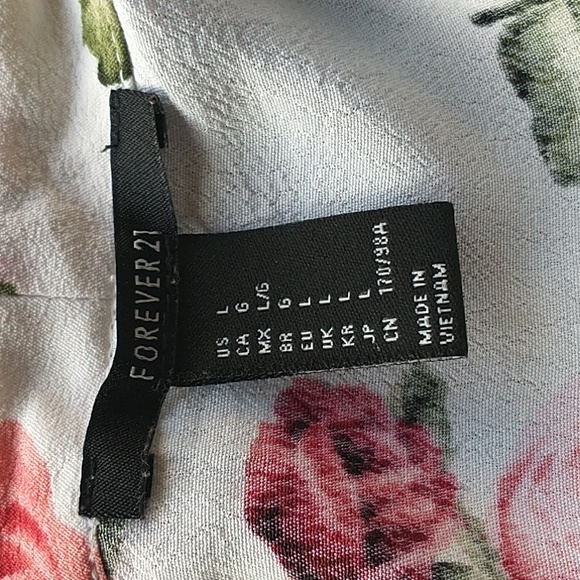 FOREVER 21
US L
CA G
MX L/G
BR G
EU L
UK L
KR L
JP L
CN 170/98A
MADE IN
VIETNAM